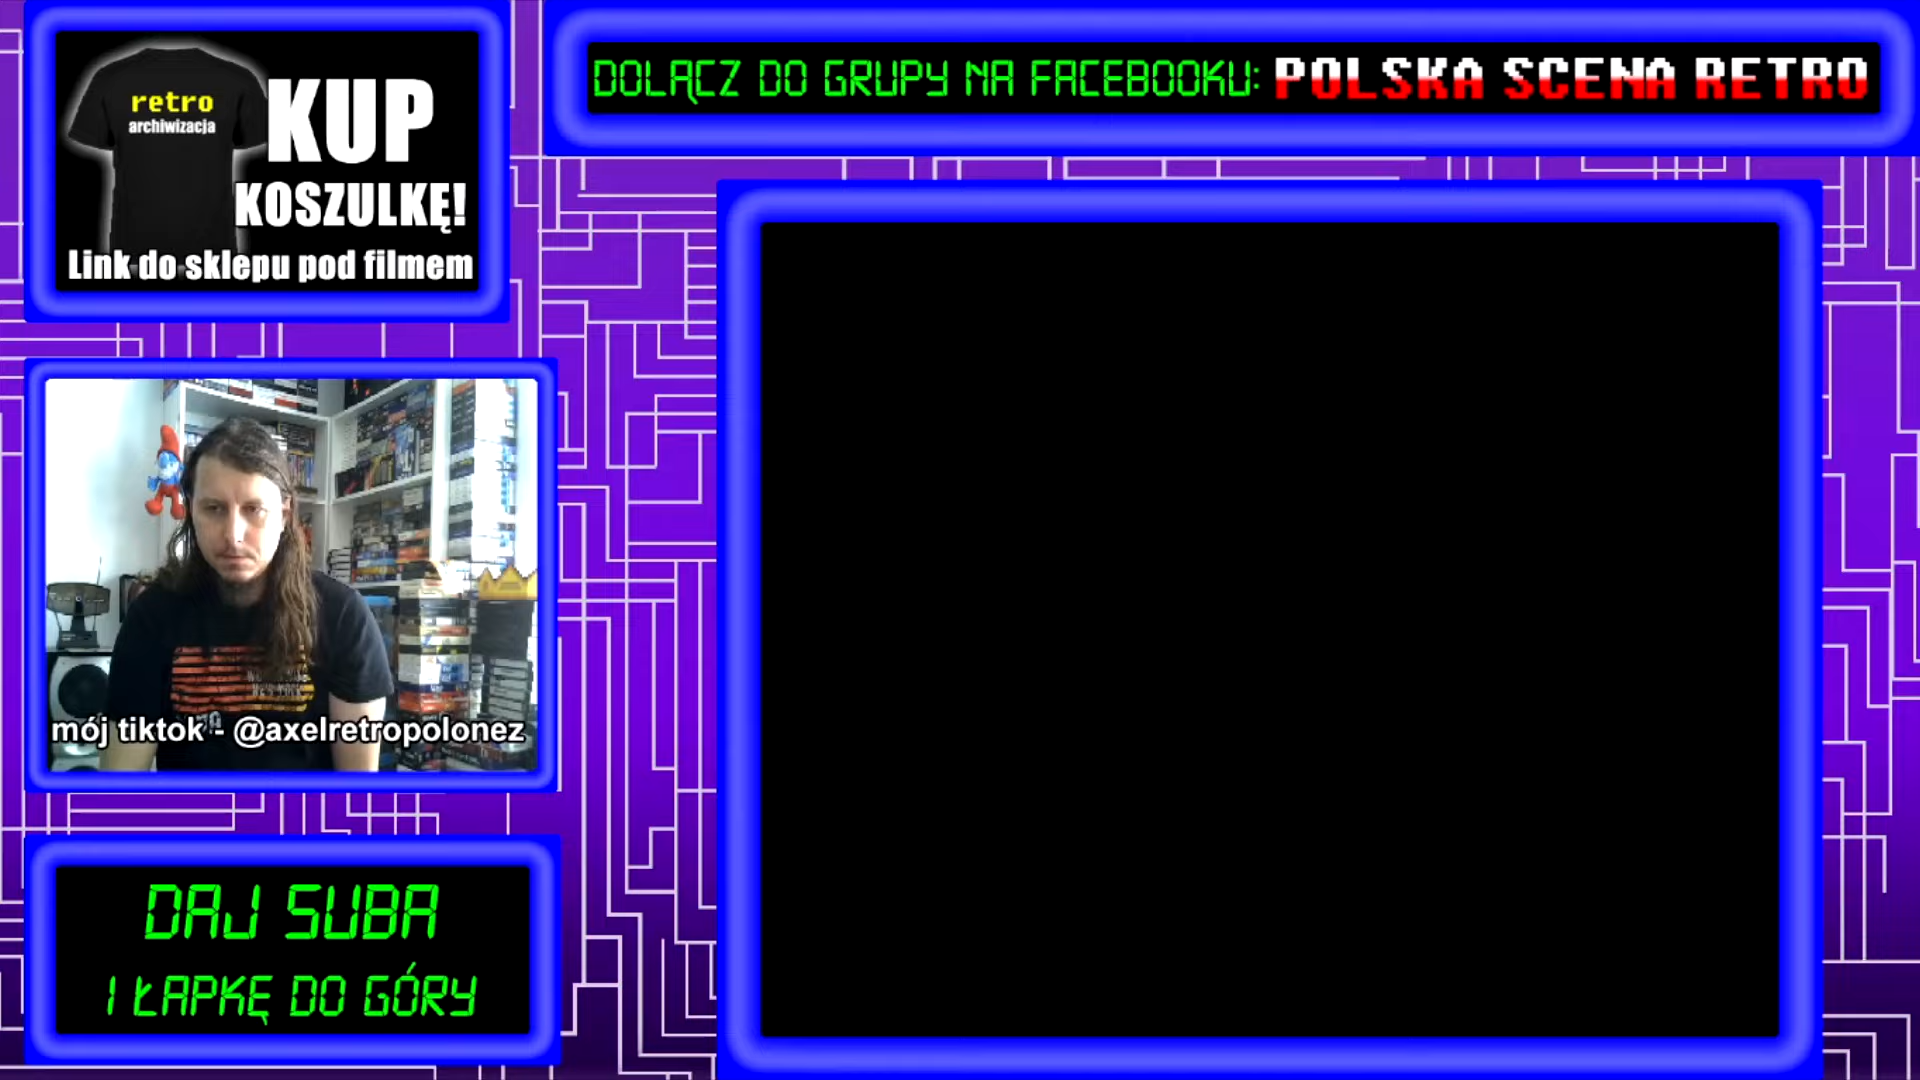 retro
archiwizacja
KUP
KOSZULKĘ!
Link do sklepu pod filmem
DOLĄCZ DO GRUPY NA FACEBOOKU: POLSKA SCENA RETRO
mój tiktok - @axelretropolonez
DAJ SUBA
I ŁAPKĘ DO GÓRY